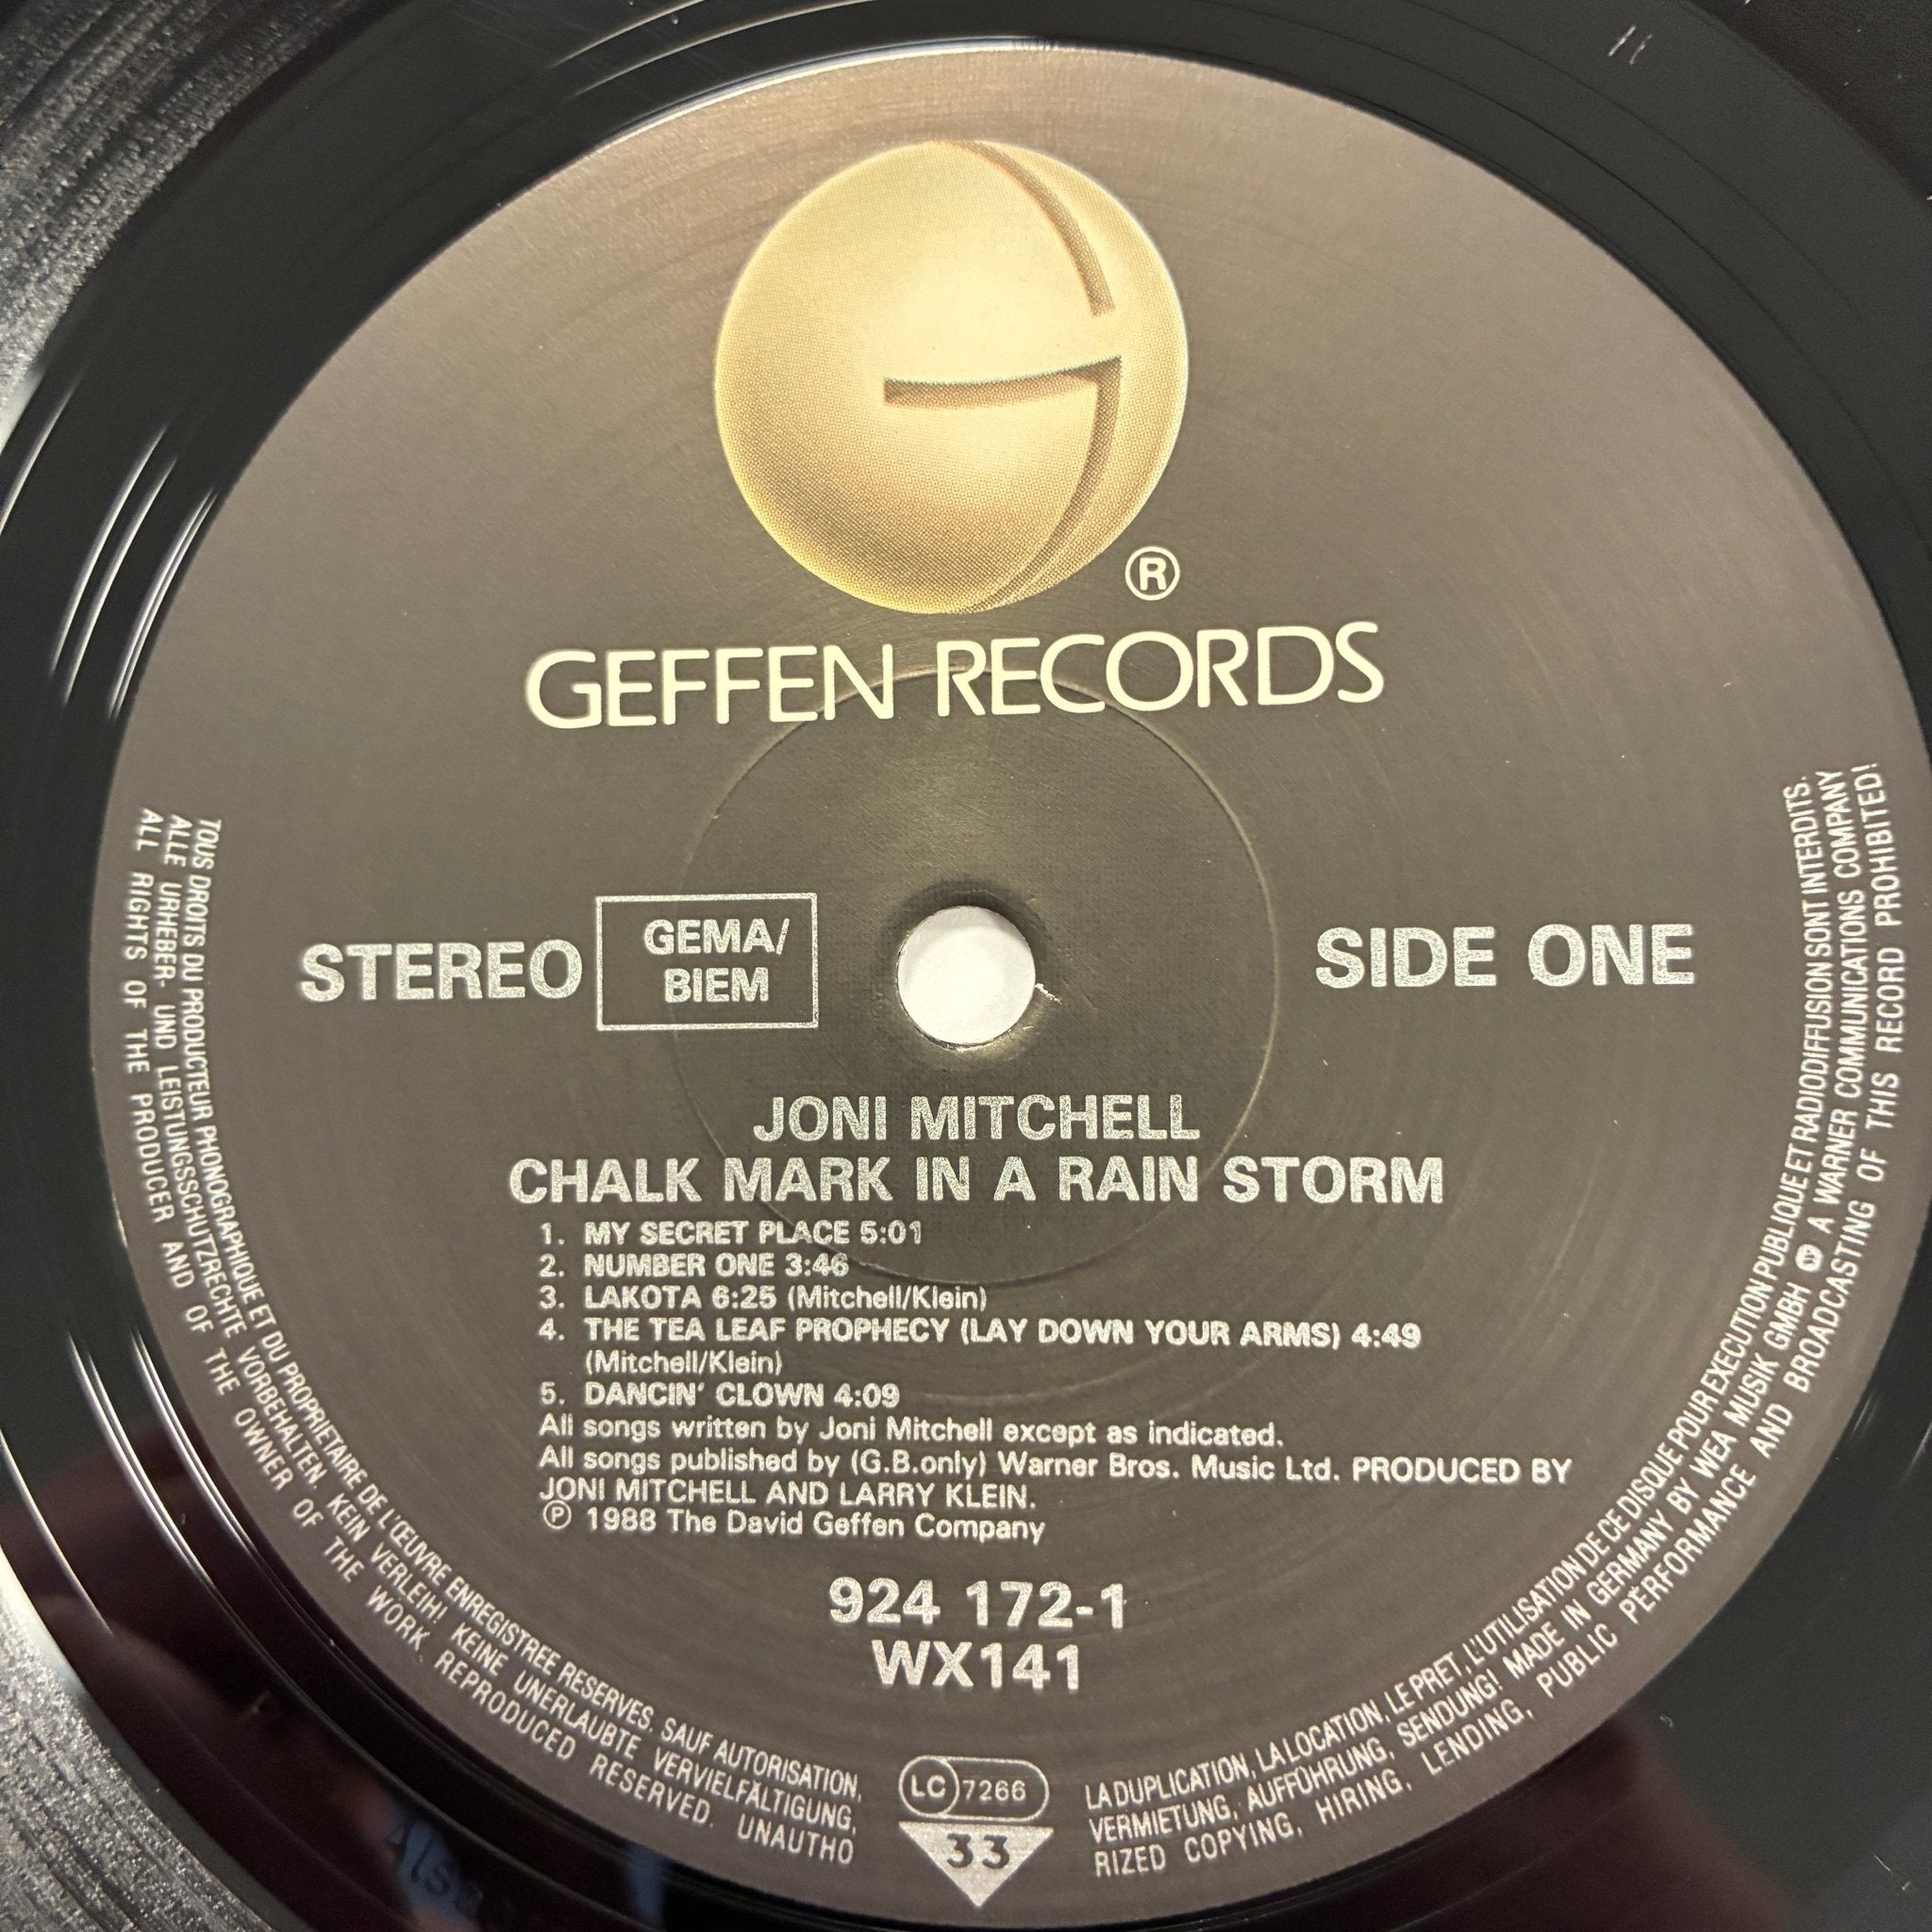 ®
GEFFEN RECORDS
STEREO
GEMA/
BIEM
SIDE ONE
JONI MITCHELL
CHALK MARK IN A RAIN STORM
1. MY SECRET PLACE 5:01
2. NUMBER ONE 3:46
3. LAKOTA 6:25 (Mitchell/Klein)
4. THE TEA LEAF PROPHECY (LAY DOWN YOUR ARMS) 4:49
(Mitchell/Klein)
5. DANCIN' CLOWN 4:09
All songs written by Joni Mitchell except as indicated.
All songs published by (G.B.only) Warner Bros. Music Ltd. PRODUCED BY
JONI MITCHELL AND LARRY KLEIN.
℗ 1988 The David Geffen Company
924 172-1
WX141
LC 7266
33
TOUS DROITS DU PRODUCTEUR PHONOGRAPHIQUE ET DU PROPRIETAIRE DE L'ŒUVRE ENREGISTREE RESERVES. SAUF AUTORISATION, LA DUPLICATION, LA LOCATION, LE PRET, L'UTILISATION DE CE DISQUE POUR EXECUTION PUBLIQUE ET RADIODIFFUSION SONT INTERDITS.
ALLE URHEBER- UND LEISTUNGSSCHUTZRECHTE VORBEHALTEN. KEIN VERLEIH! KEINE UNERLAUBTE VERVIELFÄLTIGUNG, VERMIETUNG, AUFFÜHRUNG, SENDUNG! MADE IN GERMANY BY WEA MUSIK GMBH A WARNER COMMUNICATIONS COMPANY
ALL RIGHTS OF THE PRODUCER AND OF THE OWNER OF THE WORK REPRODUCED RESERVED. UNAUTHORIZED COPYING, HIRING, LENDING, PUBLIC PERFORMANCE AND BROADCASTING OF THIS RECORD PROHIBITED!